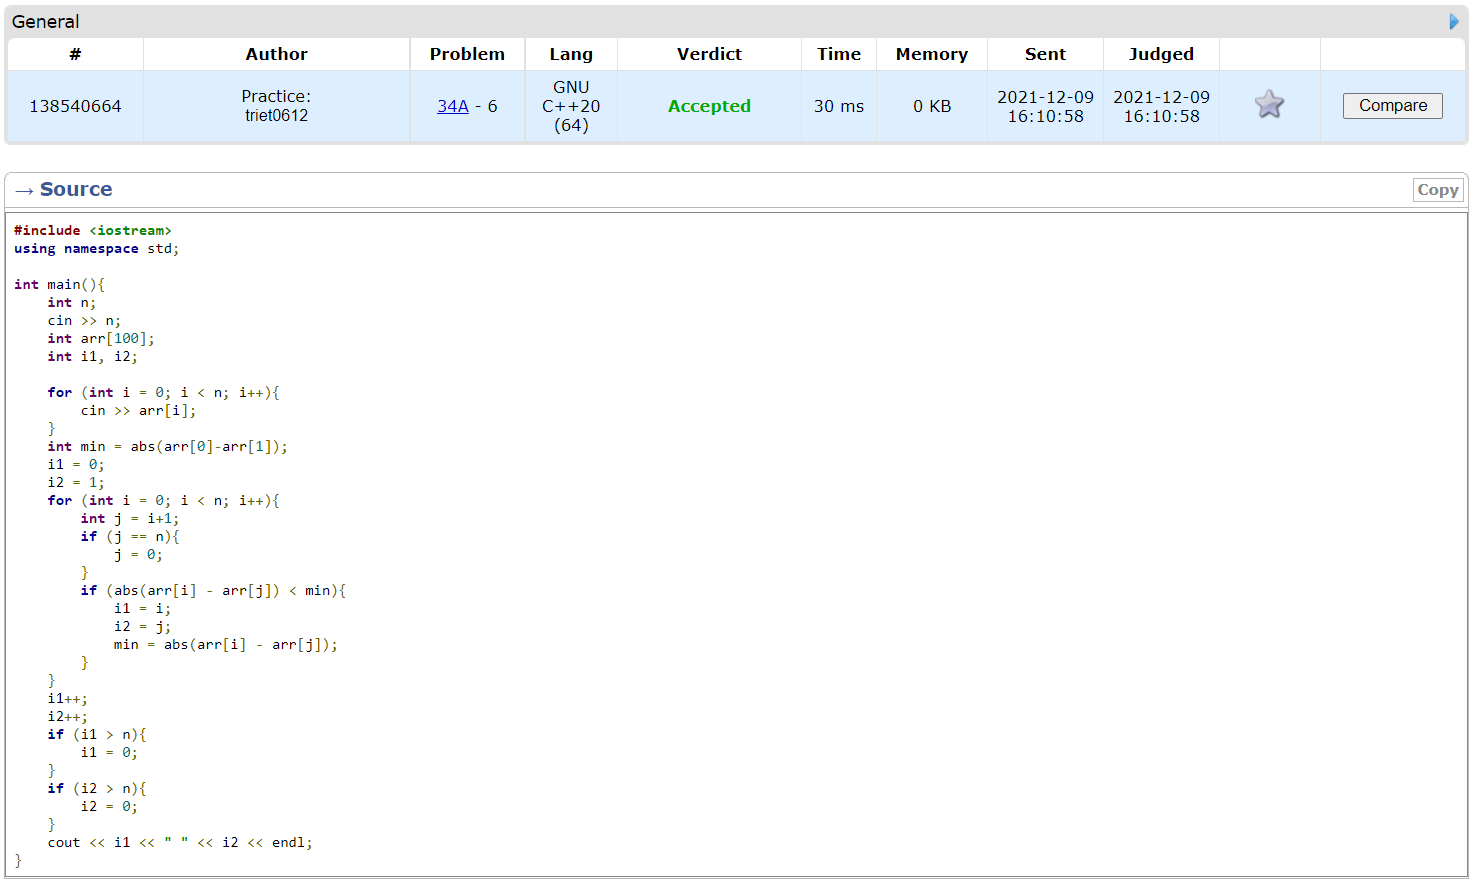 General
# Author Problem Lang Verdict Time Memory Sent Judged
138540664 Practice: triet0612 34A - 6 GNU C++20 (64) Accepted 30 ms 0 KB 2021-12-09 16:10:58 2021-12-09 16:10:58 Compare
→ Source Copy
#include <iostream>
using namespace std;

int main(){
    int n;
    cin >> n;
    int arr[100];
    int i1, i2;

    for (int i = 0; i < n; i++){
        cin >> arr[i];
    }
    int min = abs(arr[0]-arr[1]);
    i1 = 0;
    i2 = 1;
    for (int i = 0; i < n; i++){
        int j = i+1;
        if (j == n){
            j = 0;
        }
        if (abs(arr[i] - arr[j]) < min){
            i1 = i;
            i2 = j;
            min = abs(arr[i] - arr[j]);
        }
    }
    i1++;
    i2++;
    if (i1 > n){
        i1 = 0;
    }
    if (i2 > n){
        i2 = 0;
    }
    cout << i1 << " " << i2 << endl;
}